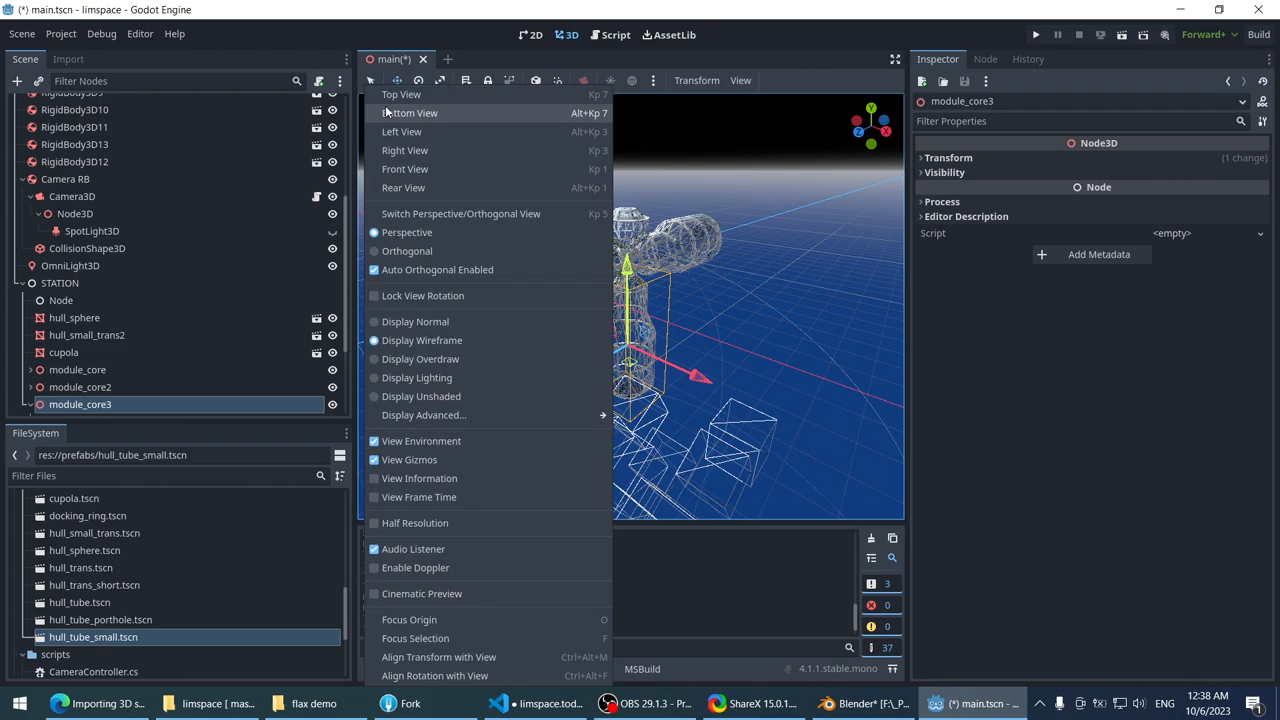 (*) main.tscn - limspace - Godot Engine
Scene Project Debug Editor Help
2D 3D Script AssetLib
Forward+ Build
Scene Import
main(*)
Inspector Node History
Filter Nodes
Transform View
RigidBody3D9
RigidBody3D10
RigidBody3D11
RigidBody3D13
RigidBody3D12
Camera RB
Camera3D
Node3D
SpotLight3D
CollisionShape3D
OmniLight3D
STATION
Node
hull_sphere
hull_small_trans2
cupola
module_core
module_core2
module_core3
FileSystem
res://prefabs/hull_tube_small.tscn
Filter Files
cupola.tscn
docking_ring.tscn
hull_small_trans.tscn
hull_sphere.tscn
hull_trans.tscn
hull_trans_short.tscn
hull_tube.tscn
hull_tube_porthole.tscn
hull_tube_small.tscn
scripts
CameraController.cs
Top View Kp 7
Bottom View Alt+Kp 7
Left View Alt+Kp 3
Right View Kp 3
Front View Kp 1
Rear View Alt+Kp 1
Switch Perspective/Orthogonal View Kp 5
Perspective
Orthogonal
Auto Orthogonal Enabled
Lock View Rotation
Display Normal
Display Wireframe
Display Overdraw
Display Lighting
Display Unshaded
Display Advanced...
View Environment
View Gizmos
View Information
View Frame Time
Half Resolution
Audio Listener
Enable Doppler
Cinematic Preview
Focus Origin O
Focus Selection F
Align Transform with View Ctrl+Alt+M
Align Rotation with View Ctrl+Alt+F
Y
Z X
3
0
0
37
MSBuild 4.1.1.stable.mono
module_core3
Filter Properties
Node3D
Transform (1 change)
Visibility
Node
Process
Editor Description
Script <empty>
Add Metadata
Importing 3D s... limspace [ mas... flax demo Fork • limspace.tod... OBS 29.1.3 - Pr... ShareX 15.0.1... Blender* [F:\_P... (*) main.tscn - ... ENG
12:38 AM
10/6/2023
1